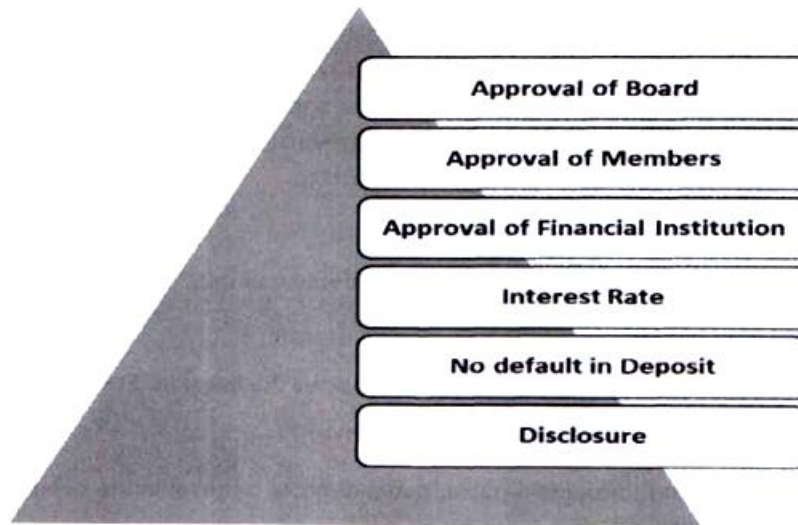 Approval of Board
Approval of Members
Approval of Financial Institution
Interest Rate
No default in Deposit
Disclosure